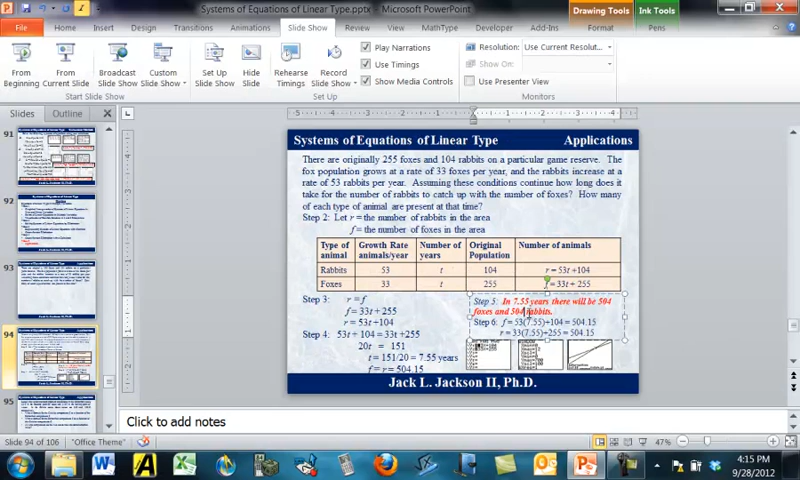 Systems of Equations of Linear Type.pptx - Microsoft PowerPoint
Drawing Tools
Ink Tools
File
Home
Insert
Design
Transitions
Animations
Slide Show
Review
View
Developer
Add-Ins
Format
Pens
From Beginning
From Current Slide
Broadcast Slide Show
Custom Slide Show
Start Slide Show
Set Up Slide Show
Hide Slide
Rehearse Timings
Record Slide Show
Play Narrations
Use Timings
Show Media Controls
Set Up
Resolution: Use Current Resolut...
Show On:
Use Presenter View
Monitors
Slides
Outline
91
92
93
94
95
Systems of Equations of Linear Type Applications
There are originally 255 foxes and 104 rabbits on a particular game reserve. The
fox population grows at a rate of 33 foxes per year, and the rabbits increase at a
rate of 53 rabbits per year. Assuming these conditions continue how long does it
take for the number of rabbits to catch up with the number of foxes? How many
of each type of animal are present at that time?
Step 2: Let r = the number of rabbits in the area
f = the number of foxes in the area
Type of animal
Growth Rate animals/year
Number of years
Original Population
Number of animals
Rabbits 53 t 104 r = 53t +104
Foxes 33 t 255 f = 33t + 255
Step 3: r = f
f = 33t + 255
r = 53t +104
Step 4: 53t + 104 = 33t +255
20t = 151
t = 151/20 = 7.55 years
f = r = 504.15
Step 5: In 7.55 years there will be 504
foxes and 504 rabbits.
Step 6: f = 53(7.55)+104 = 504.15
r = 33(7.55)+255 = 504.15
Jack L. Jackson II, Ph.D.
Click to add notes
Slide 94 of 106
"Office Theme"
47%
4:15 PM
9/28/2012